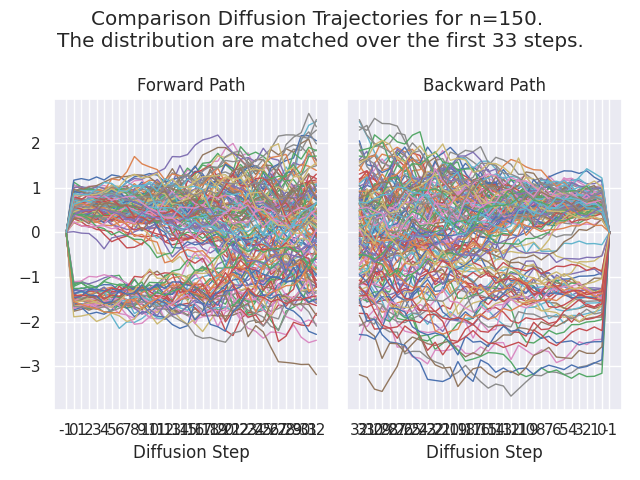 Comparison Diffusion Trajectories for n=150.
The distribution are matched over the first 33 steps.
Forward Path
Backward Path
2
1
0
−1
−2
−3
Diffusion Step
Diffusion Step